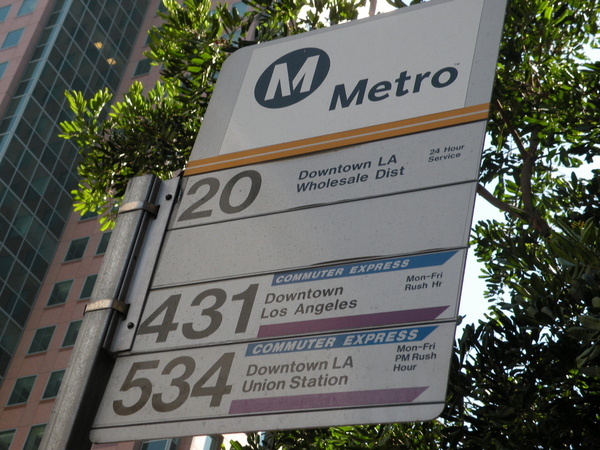 M Metro
20 Downtown LA 24 Hour
Wholesale Dist Service
COMMUTER EXPRESS Mon-Fri
431 Downtown Rush Hr
Los Angeles
COMMUTER EXPRESS Mon-Fri
534 Downtown LA PM Rush
Union Station Hour